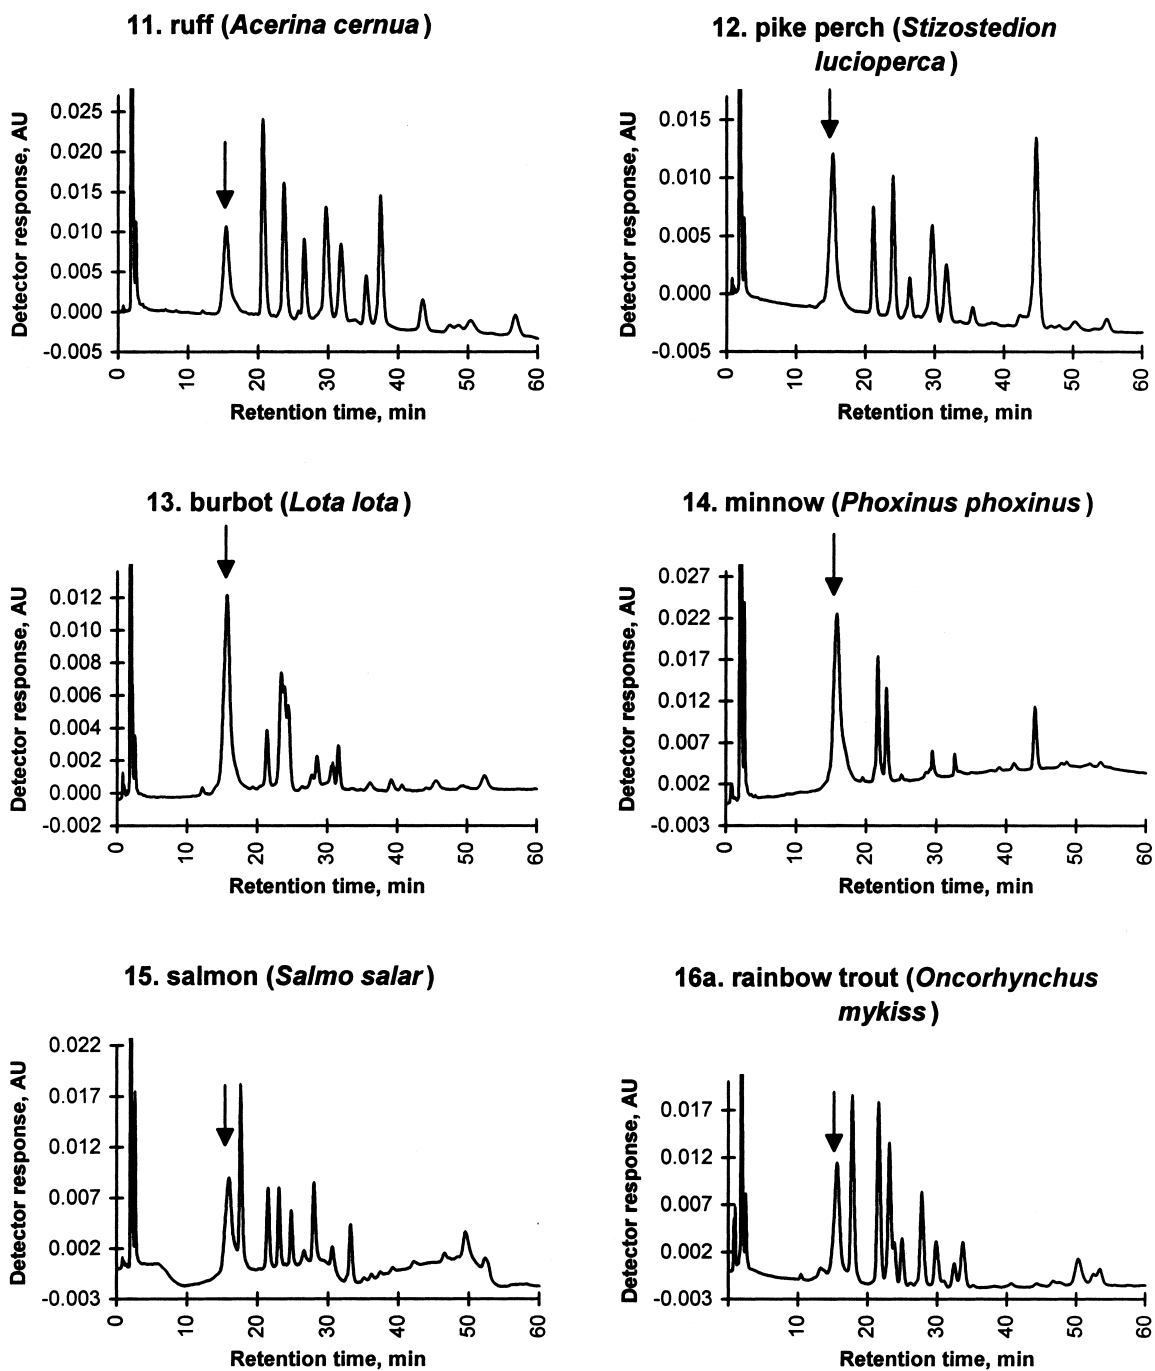 11. ruff (Acerina cernua)
Detector response, AU
0.025
0.020
0.015
0.010
0.005
0.000
-0.005
0 10 20 30 40 50 60
Retention time, min
12. pike perch (Stizostedion
lucioperca)
Detector response, AU
0.015
0.010
0.005
0.000
-0.005
0 10 20 30 40 50 60
Retention time, min
13. burbot (Lota lota)
Detector response, AU
0.012
0.010
0.008
0.006
0.004
0.002
0.000
-0.002
0 10 20 30 40 50 60
Retention time, min
14. minnow (Phoxinus phoxinus)
Detector response, AU
0.027
0.022
0.017
0.012
0.007
0.002
-0.003
0 10 20 30 40 50 60
Retention time, min
15. salmon (Salmo salar)
Detector response, AU
0.022
0.017
0.012
0.007
0.002
-0.003
0 10 20 30 40 50 60
Retention time, min
16a. rainbow trout (Oncorhynchus
mykiss)
Detector response, AU
0.017
0.012
0.007
0.002
-0.003
0 10 20 30 40 50 60
Retention time, min